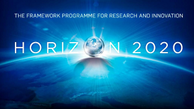 THE FRAMEWORK PROGRAMME FOR RESEARCH AND INNOVATION
HORIZON 2020